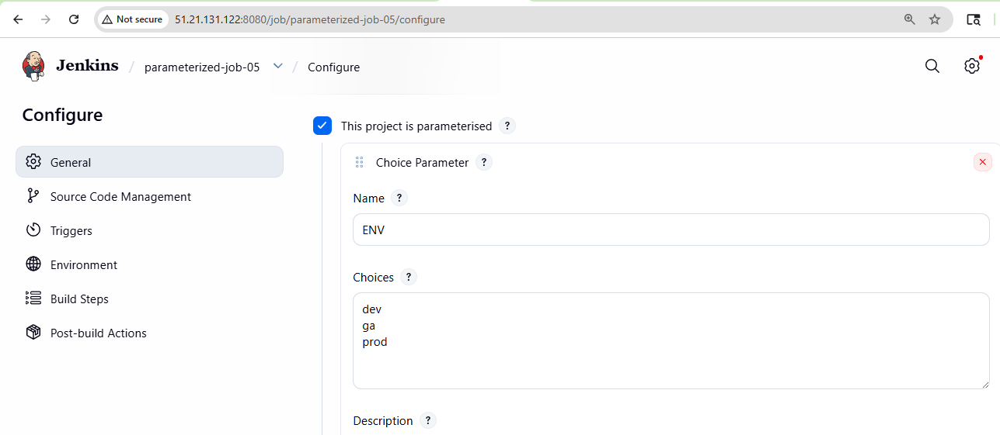 Not secure 51.21.131.122:8080/job/parameterized-job-05/configure
Jenkins / parameterized-job-05 / Configure
Configure
General
Source Code Management
Triggers
Environment
Build Steps
Post-build Actions
This project is parameterised ?
Choice Parameter ?
Name ?
ENV
Choices ?
dev
ga
prod
Description ?